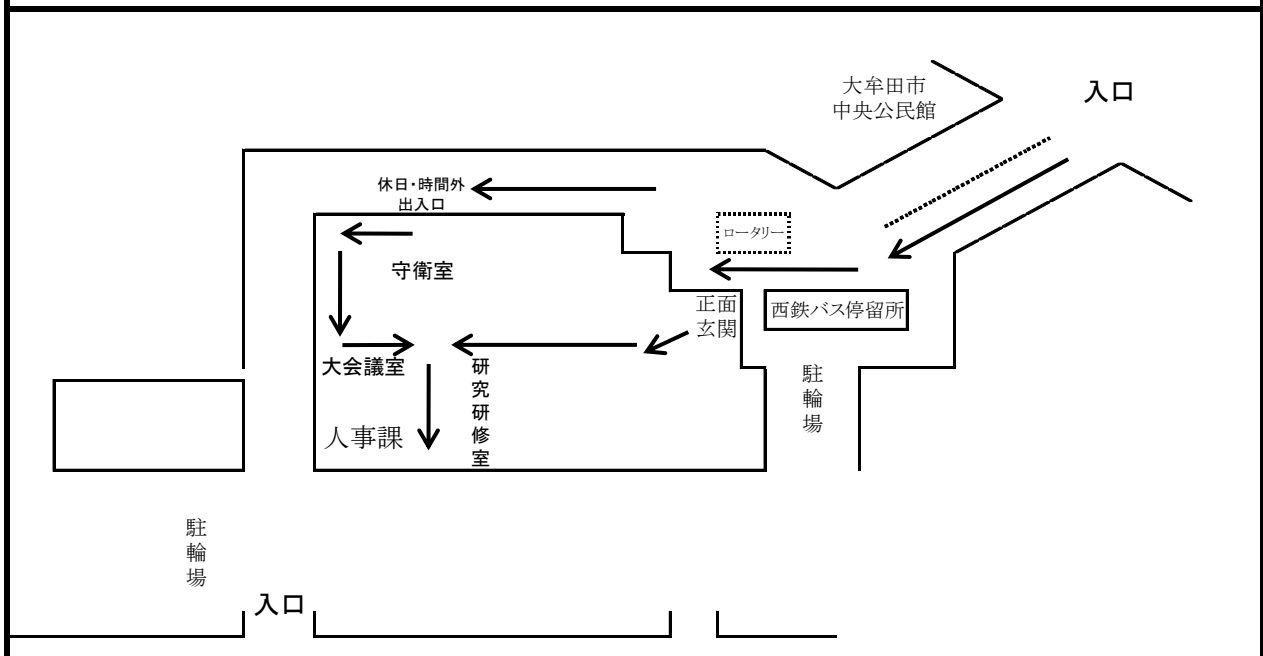 大牟田市
中央公民館
入口
休日・時間外
出入口
ロータリー
守衛室
正面
玄関
西鉄バス停留所
大会議室
研究研修室
駐輪場
人事課
駐輪場
入口